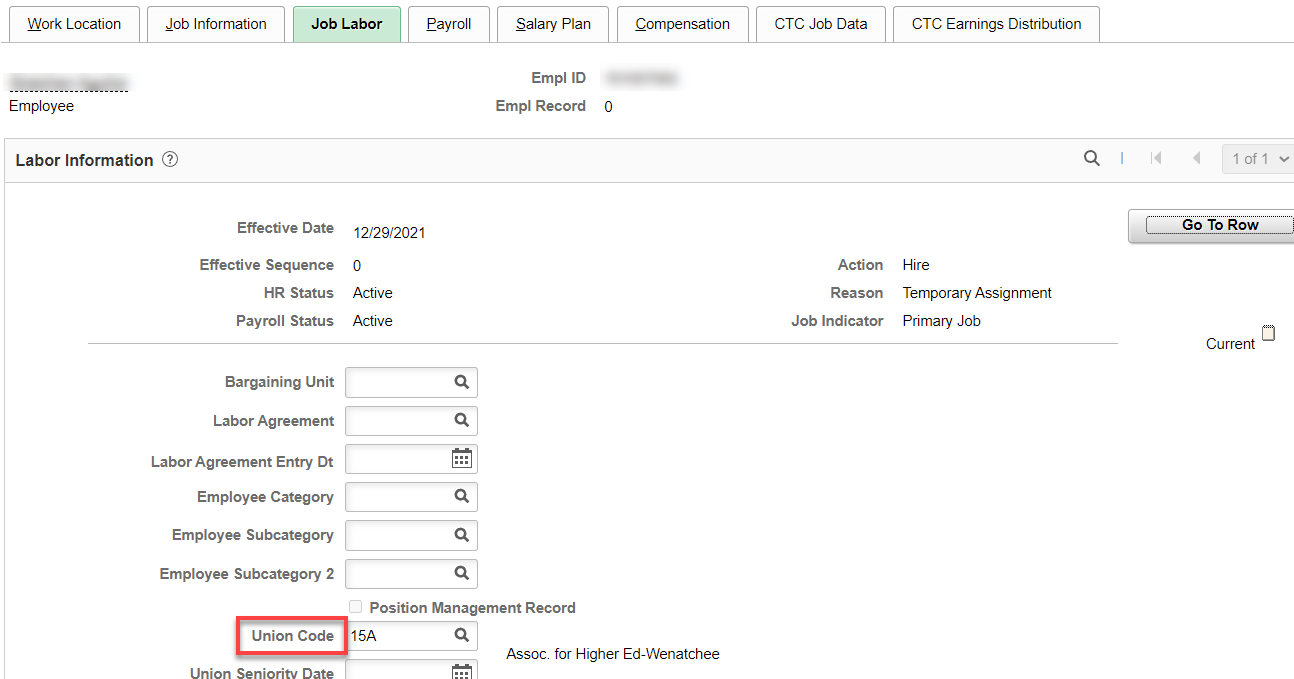 Work Location Job Information Job Labor Payroll Salary Plan Compensation CTC Job Data CTC Earnings Distribution
Empl ID
Employee Empl Record 0
Labor Information ? 1 of 1
Go To Row
Effective Date 12/29/2021
Effective Sequence 0 Action Hire
HR Status Active Reason Temporary Assignment
Payroll Status Active Job Indicator Primary Job
Current
Bargaining Unit
Labor Agreement
Labor Agreement Entry Dt
Employee Category
Employee Subcategory
Employee Subcategory 2
Position Management Record
Union Code 15A
Assoc. for Higher Ed-Wenatchee
Union Seniority Date